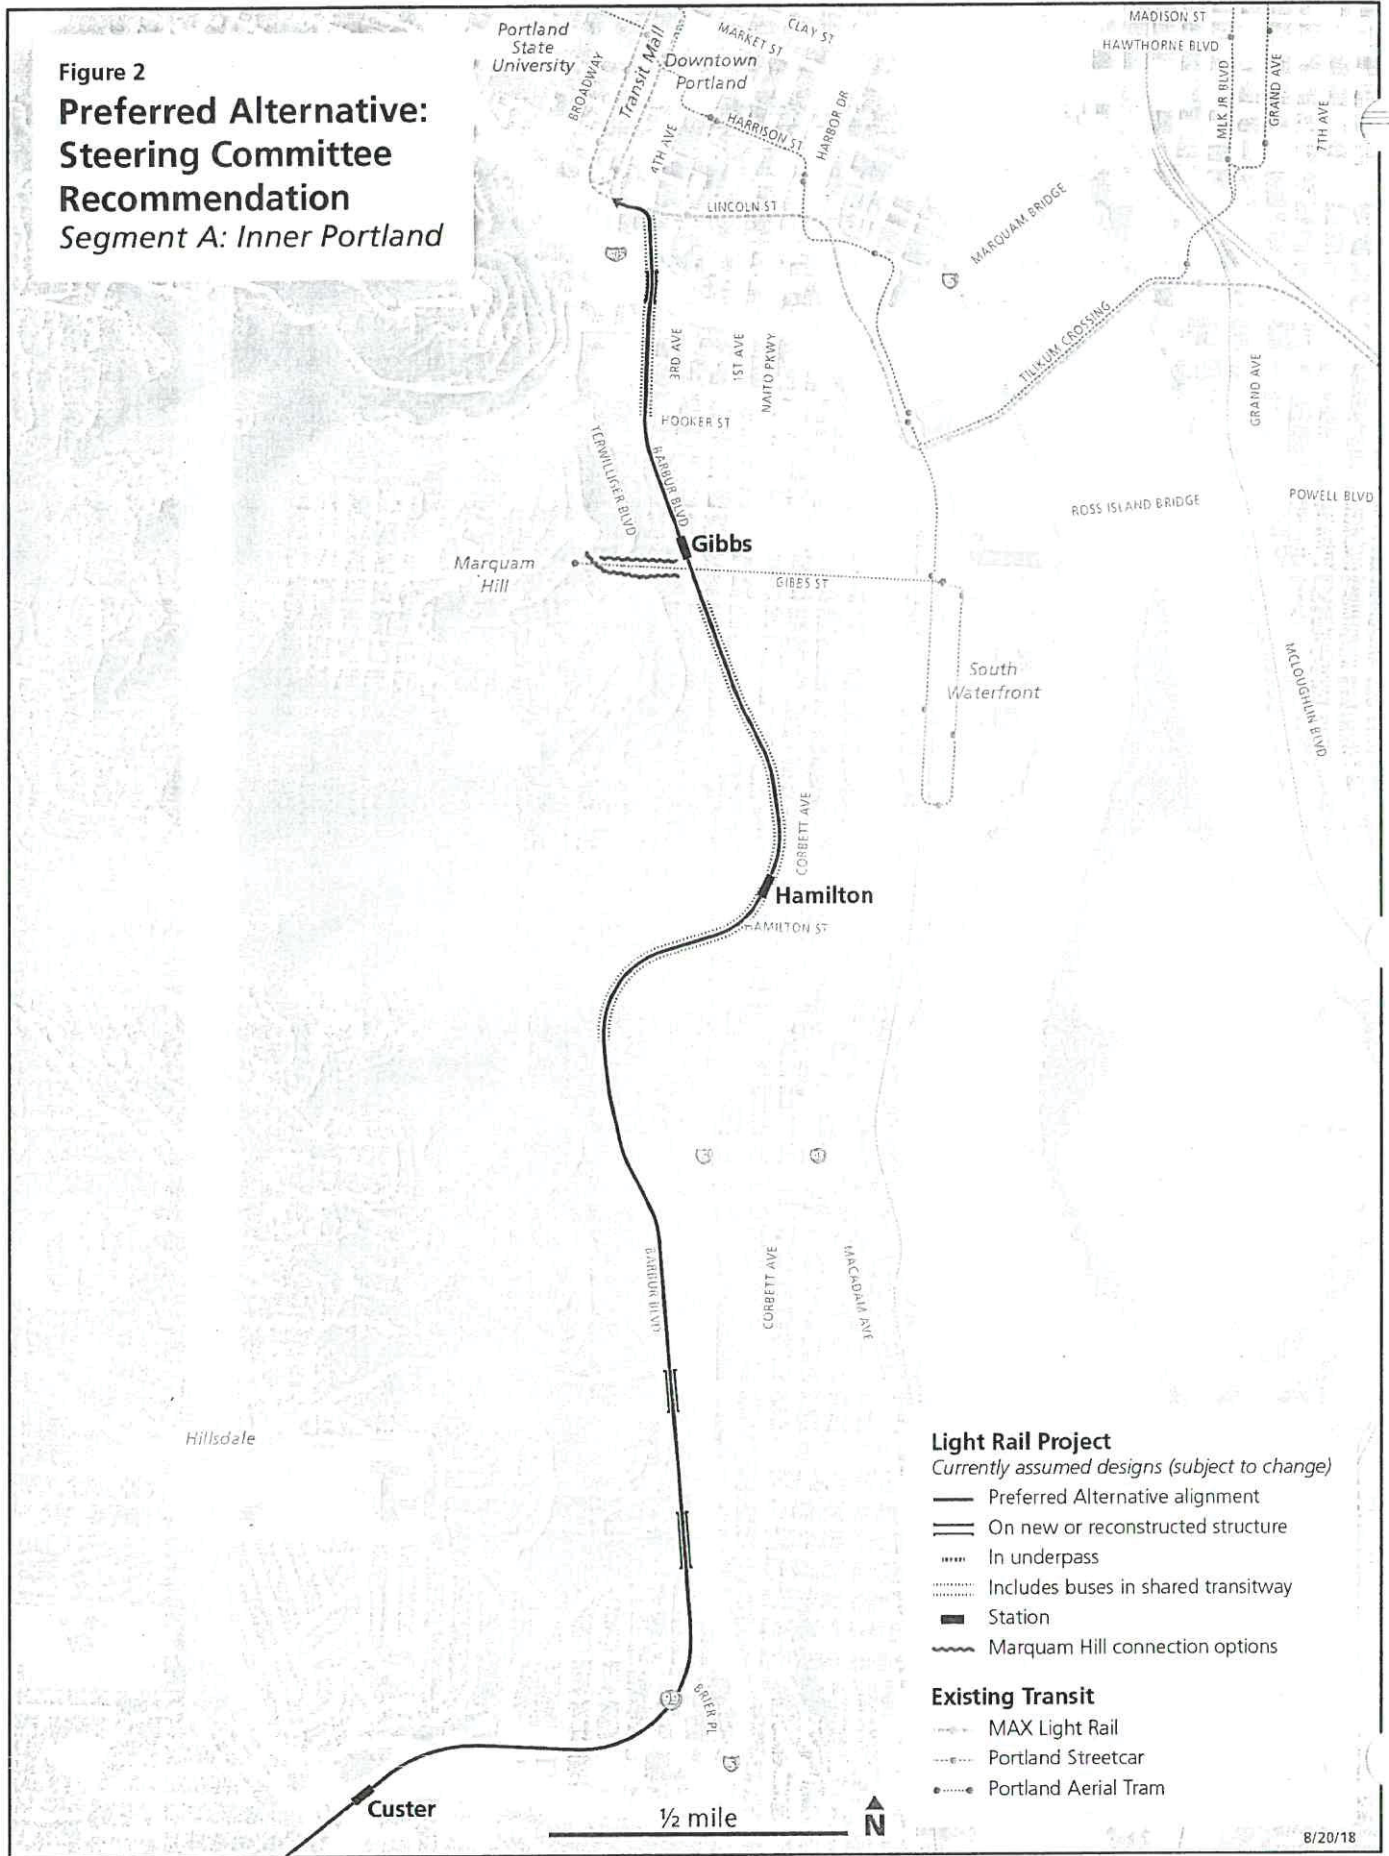 Figure 2
Preferred Alternative:
Steering Committee
Recommendation
Segment A: Inner Portland
Portland
State
University
BROADWAY
Transit Mall
MARKET ST
CLAY ST
Downtown
Portland
4TH AVE
HARRISON ST
HARBOR DR
MADISON ST
HAWTHORNE BLVD
MLK JR BLVD
GRAND AVE
7TH AVE
LINCOLN ST
MARQUAM BRIDGE
TILIKUM CROSSING
3RD AVE
1ST AVE
NAITO PKWY
GRAND AVE
HOOKER ST
TERWILLIGER BLVD
BARBUR BLVD
ROSS ISLAND BRIDGE
POWELL BLVD
Gibbs
Marquam
Hill
GIBBS ST
South
Waterfront
MCLOUGHLIN BLVD
CORBETT AVE
Hamilton
HAMILTON ST
BARBUR BLVD
CORBETT AVE
MACADAM AVE
Hillsdale
BRIER PL
Custer
Light Rail Project
Currently assumed designs (subject to change)
Preferred Alternative alignment
On new or reconstructed structure
In underpass
Includes buses in shared transitway
Station
Marquam Hill connection options
Existing Transit
MAX Light Rail
Portland Streetcar
Portland Aerial Tram
½ mile
N
8/20/18